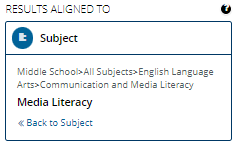 RESULTS ALIGNED TO ?
Subject
Middle School>All Subjects>English Language
Arts>Communication and Media Literacy
Media Literacy
« Back to Subject